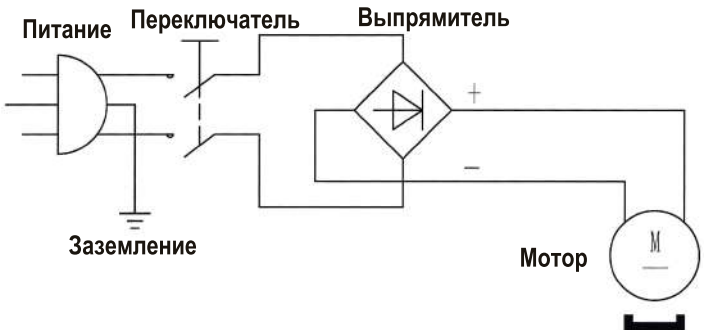 Питание
Переключатель
Выпрямитель
+
−
Заземление
Мотор
M